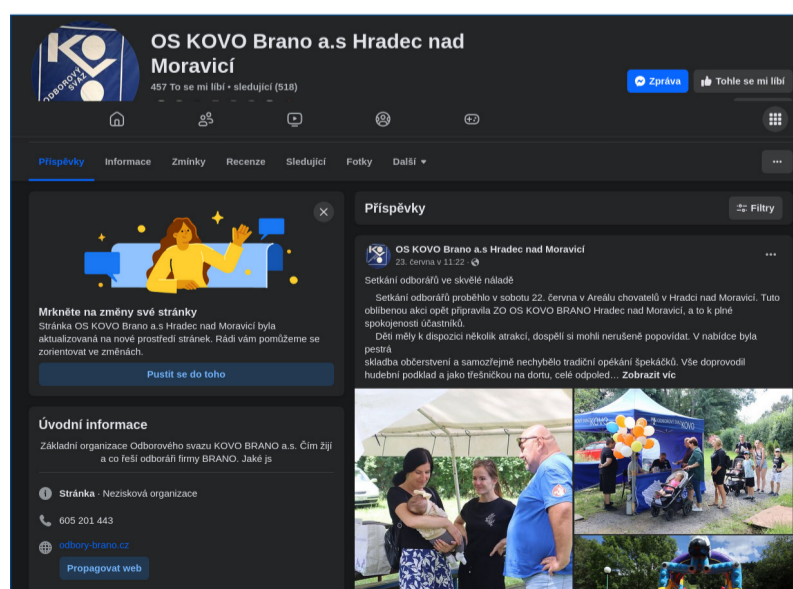 OS KOVO Brano a.s Hradec nad
Moravicí
457 To se mi líbí • sledující (518)
Zpráva
Tohle se mi líbí
ODBOROVÝ
SVAZ
Příspěvky
Informace
Zmínky
Recenze
Sledující
Fotky
Další
Mrkněte na změny své stránky
Stránka OS KOVO Brano a.s Hradec nad Moravicí byla
aktualizovaná na nové prostředí stránek. Rádi vám pomůžeme se
zorientovat ve změnách.
Pustit se do toho
Úvodní informace
Základní organizace Odborového svazu KOVO BRANO a.s. Čím žijí
a co řeší odboráři firmy BRANO. Jaké js
Stránka · Nezisková organizace
605 201 443
odbory-brano.cz
Propagovat web
Příspěvky
Filtry
OS KOVO Brano a.s Hradec nad Moravicí
23. června v 11:22 ·
Setkání odborářů ve skvělé náladě
Setkání odborářů proběhlo v sobotu 22. června v Areálu chovatelů v Hradci nad Moravicí. Tuto
oblíbenou akci opět připravila ZO OS KOVO BRANO Hradec nad Moravicí, a to k plné
spokojenosti účastníků.
Děti měly k dispozici několik atrakcí, dospělí si mohli nerušeně popovídat. V nabídce byla
pestrá
skladba občerstvení a samozřejmě nechybělo tradiční opékání špekáčků. Vše doprovodil
hudební podklad a jako třešničkou na dortu, celé odpoled… Zobrazit víc
KOVO